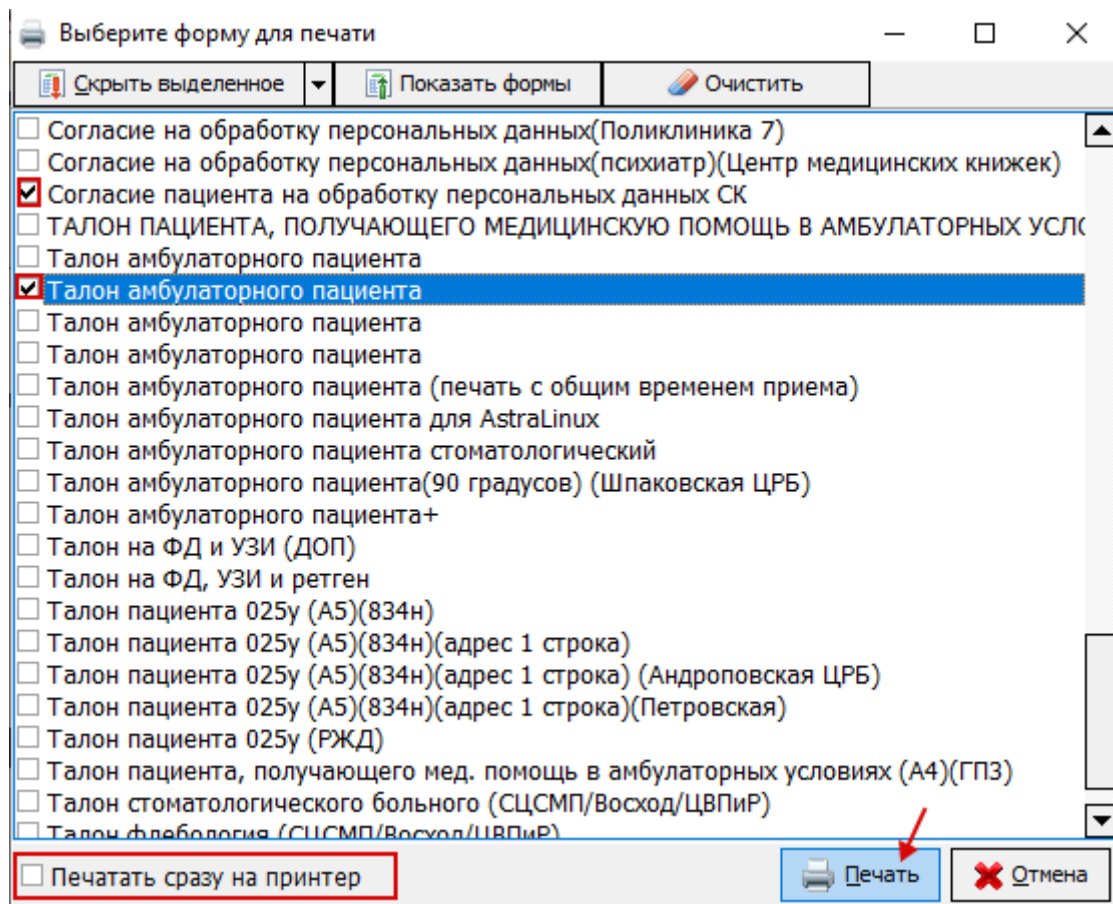 Выберите форму для печати
Скрыть выделенное Показать формы Очистить
Согласие на обработку персональных данных(Поликлиника 7)
Согласие на обработку персональных данных(психиатр)(Центр медицинских книжек)
Согласие пациента на обработку персональных данных СК
ТАЛОН ПАЦИЕНТА, ПОЛУЧАЮЩЕГО МЕДИЦИНСКУЮ ПОМОЩЬ В АМБУЛАТОРНЫХ УСЛО
Талон амбулаторного пациента
Талон амбулаторного пациента
Талон амбулаторного пациента
Талон амбулаторного пациента
Талон амбулаторного пациента (печать с общим временем приема)
Талон амбулаторного пациента для AstraLinux
Талон амбулаторного пациента стоматологический
Талон амбулаторного пациента(90 градусов) (Шпаковская ЦРБ)
Талон амбулаторного пациента+
Талон на ФД и УЗИ (ДОП)
Талон на ФД, УЗИ и ретген
Талон пациента 025у (А5)(834н)
Талон пациента 025у (А5)(834н)(адрес 1 строка)
Талон пациента 025у (А5)(834н)(адрес 1 строка) (Андроповская ЦРБ)
Талон пациента 025у (А5)(834н)(адрес 1 строка)(Петровская)
Талон пациента 025у (РЖД)
Талон пациента, получающего мед. помощь в амбулаторных условиях (А4)(ГП3)
Талон стоматологического больного (СЦСМП/Восход/ЦВПиР)
Талон флебология (СЦСМП/Восход/ЦВПиР)
Печатать сразу на принтер Печать Отмена